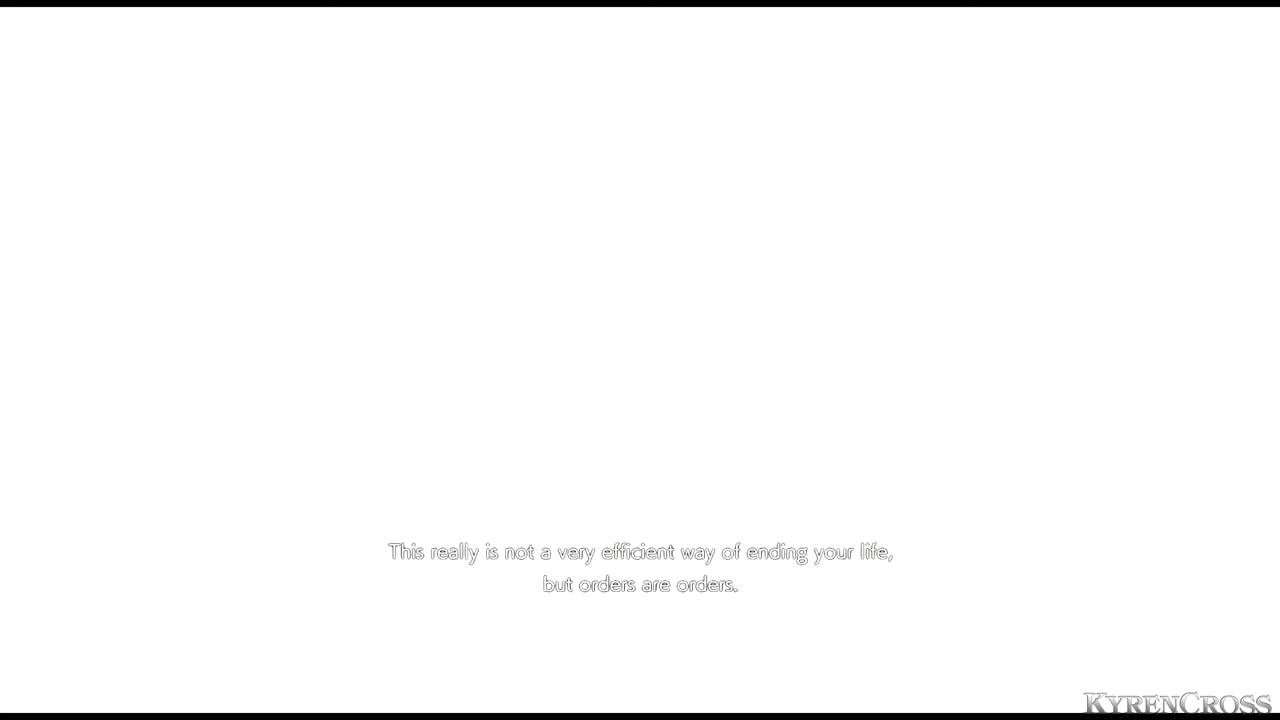 This really is not a very efficient way of ending your life,
but orders are orders.
KYRENCROSS